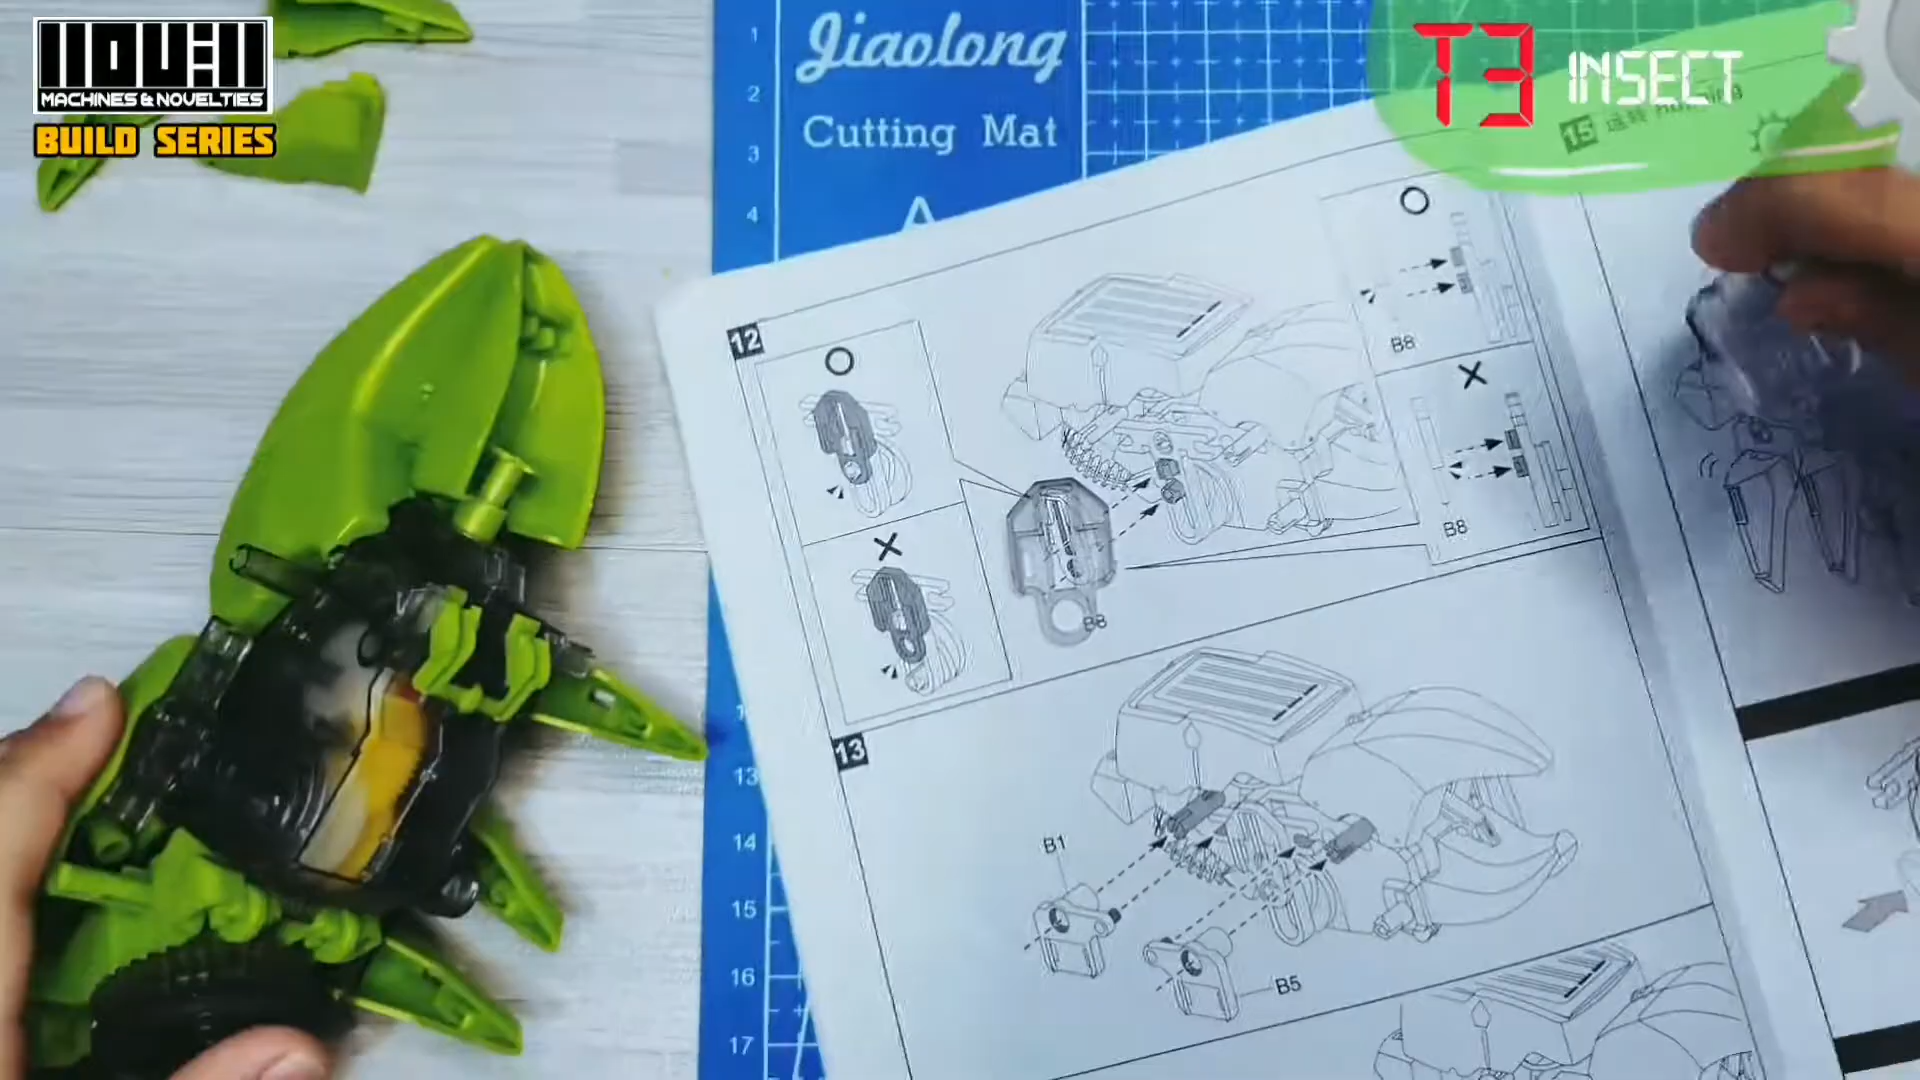 MACHINES & NOVELTIES
BUILD SERIES
Jiaolong
Cutting Mat
A
1
2
3
4
13
14
15
16
17
T3 INSECT
15
12
B8
B8
B8
13
B1
B5